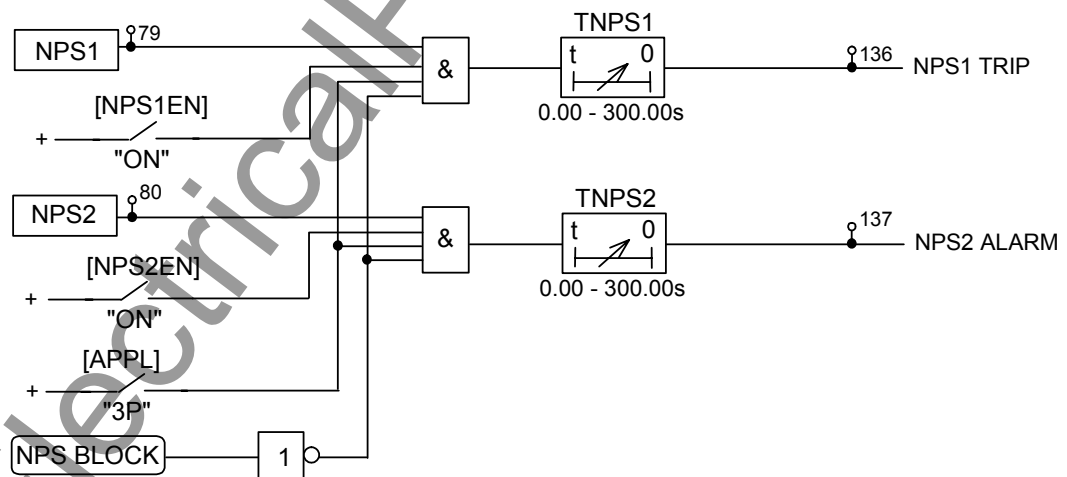 TNPS1
NPS1
79
&
t 0
136
NPS1 TRIP
0.00 - 300.00s
[NPS1EN]
+
"ON"
TNPS2
NPS2
80
&
t 0
137
NPS2 ALARM
0.00 - 300.00s
[NPS2EN]
+
"ON"
[APPL]
+
"3P"
NPS BLOCK
1